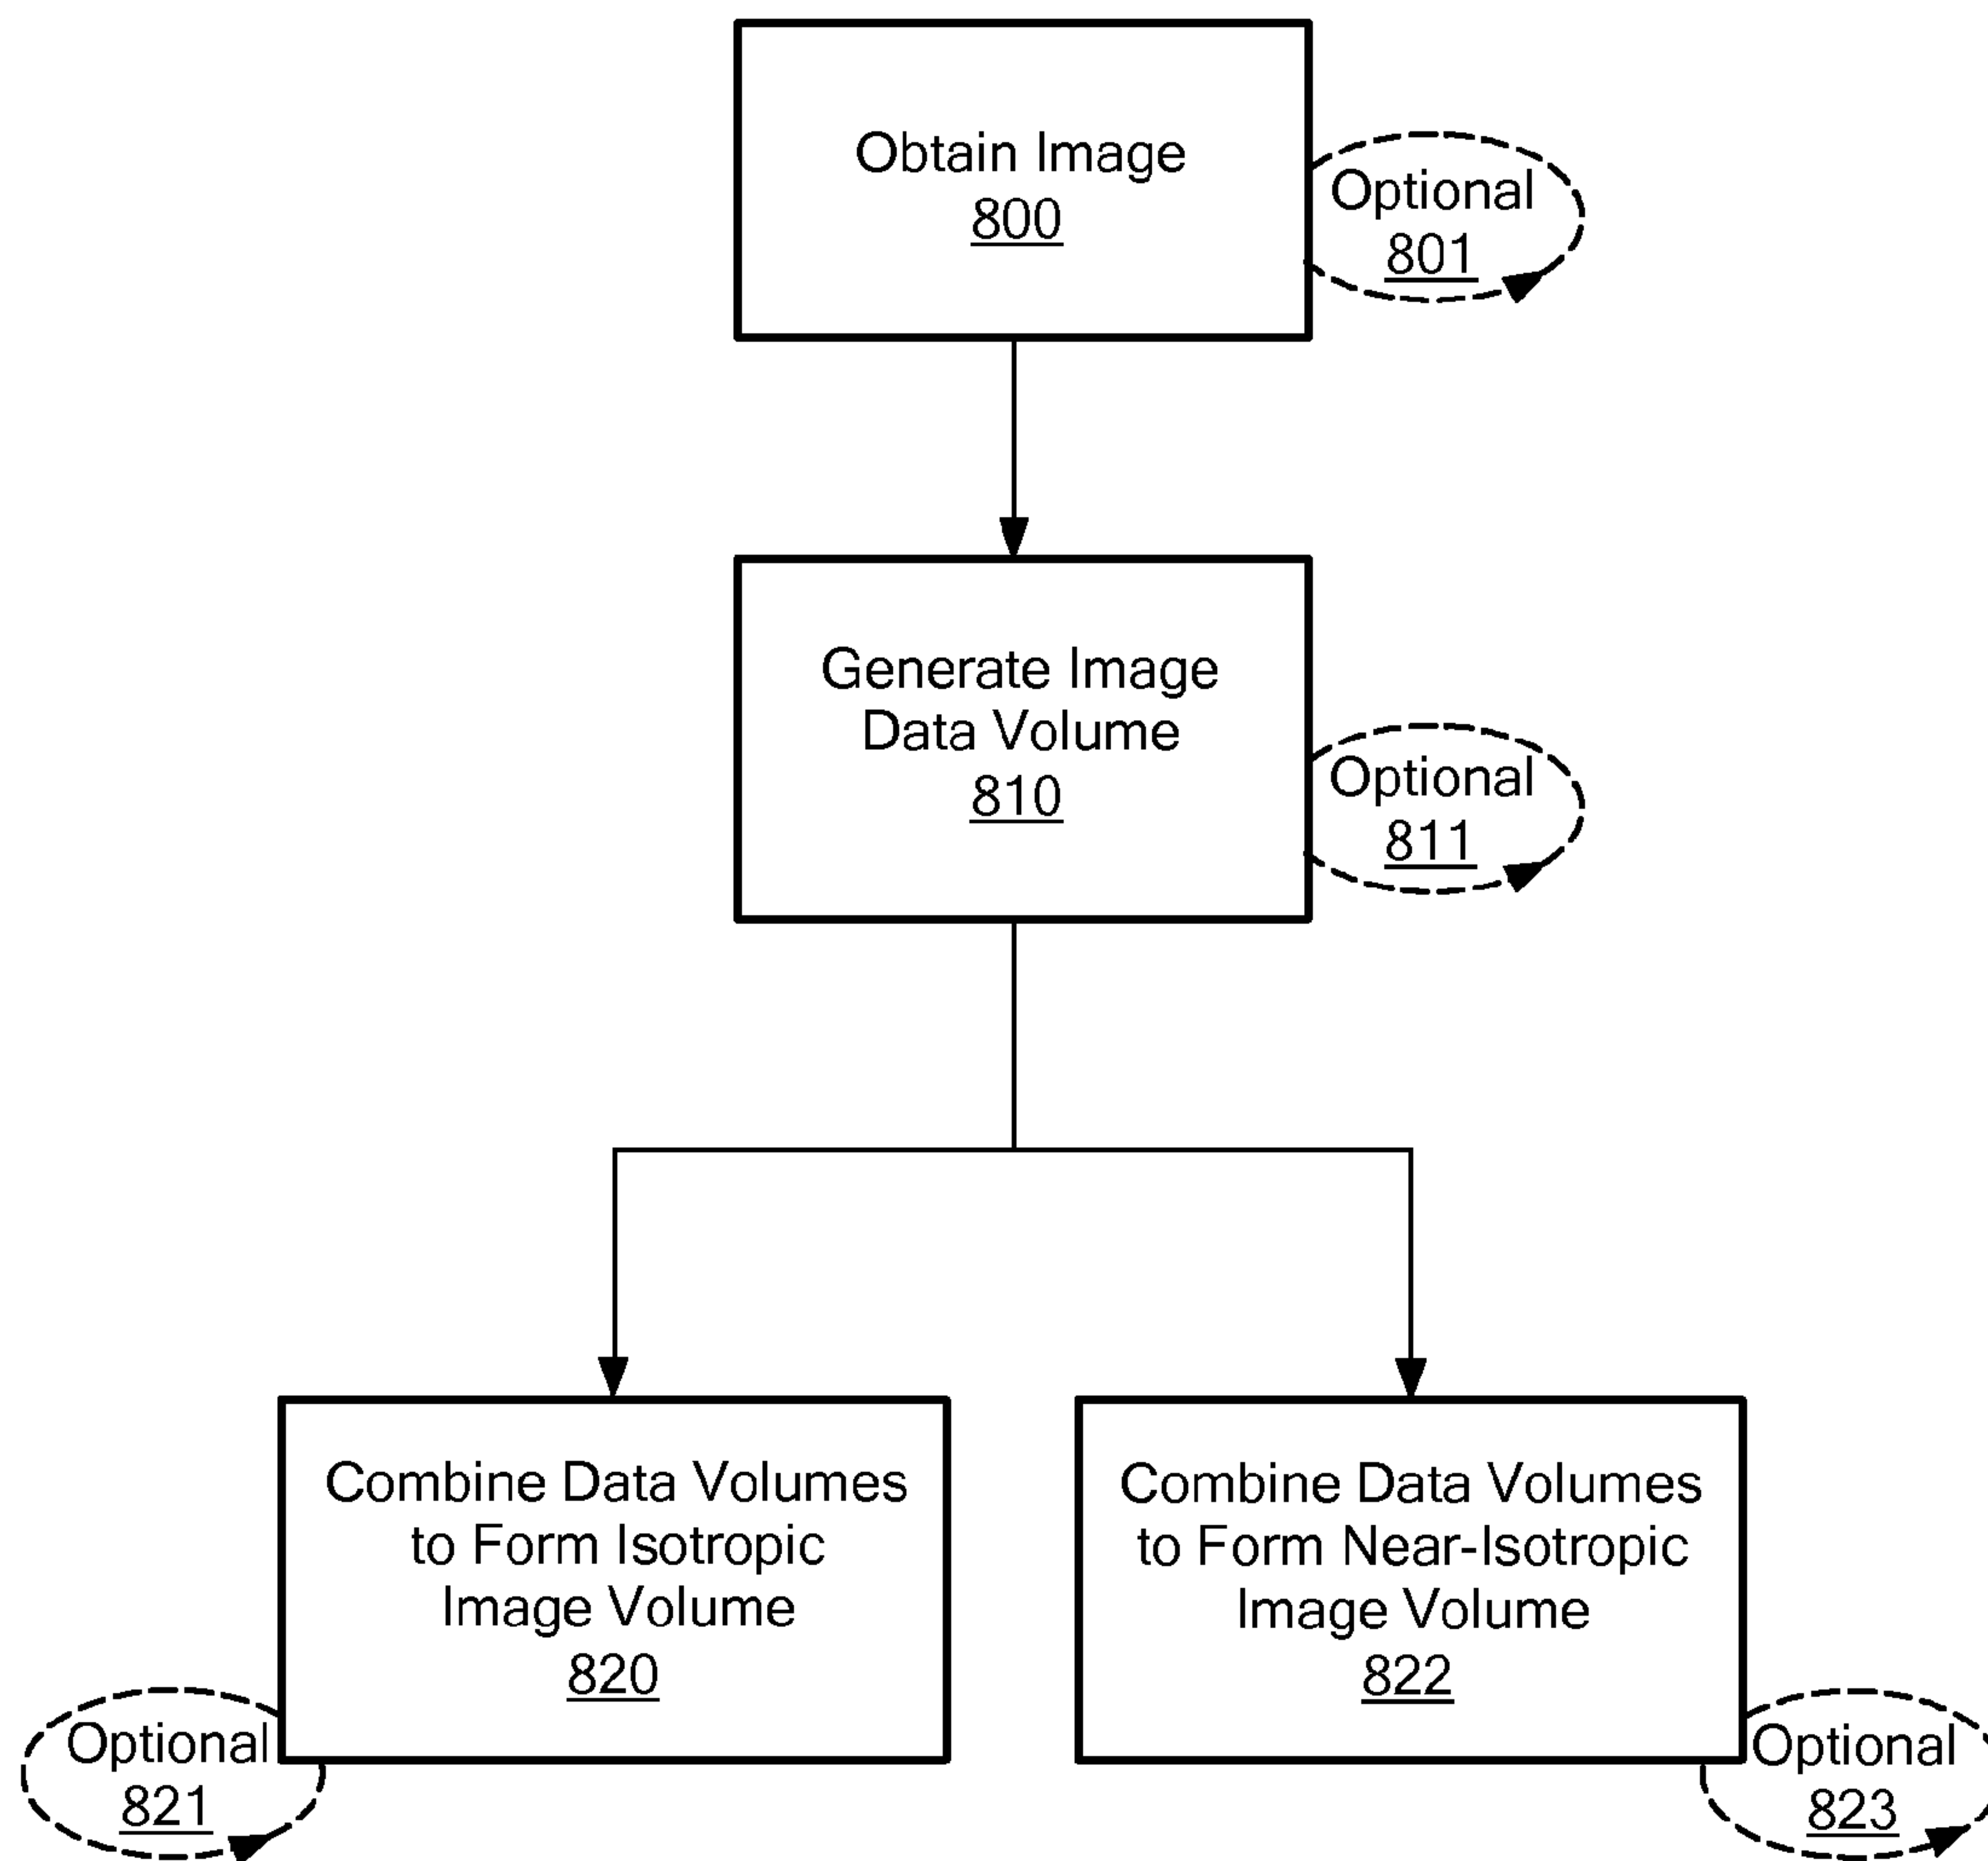 Obtain Image
800
Optional
801
Generate Image
Data Volume
810
Optional
811
Combine Data Volumes
to Form Isotropic
Image Volume
820
Optional
821
Combine Data Volumes
to Form Near-Isotropic
Image Volume
822
Optional
823